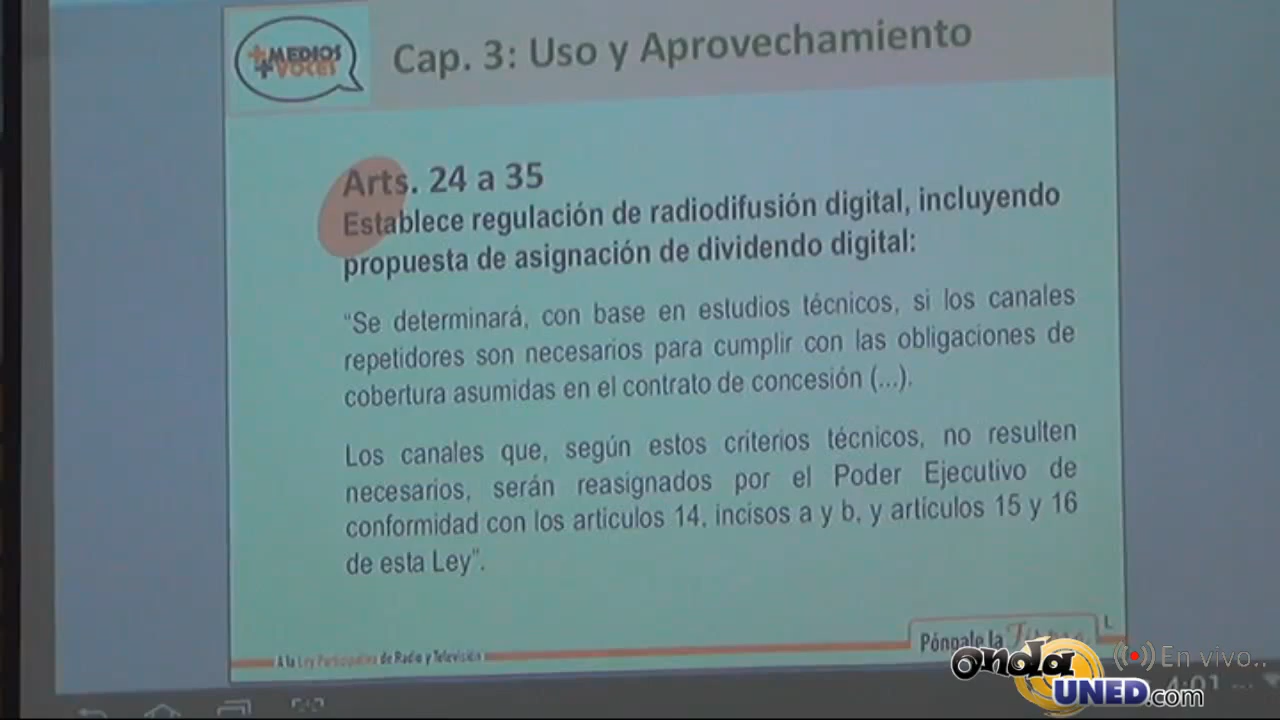 +MEDIOS
+VOCES
Cap. 3: Uso y Aprovechamiento
Arts. 24 a 35
Establece regulación de radiodifusión digital, incluyendo
propuesta de asignación de dividendo digital:
“Se determinará, con base en estudios técnicos, si los canales
repetidores son necesarios para cumplir con las obligaciones de
cobertura asumidas en el contrato de concesión (...).
Los canales que, según estos criterios técnicos, no resulten
necesarios, serán reasignados por el Poder Ejecutivo de
conformidad con los artículos 14, incisos a y b, y artículos 15 y 16
de esta Ley”.
A la Ley Participativa de Radio y Televisión
Póngale la
onda
UNED.com
En vivo..
4:01